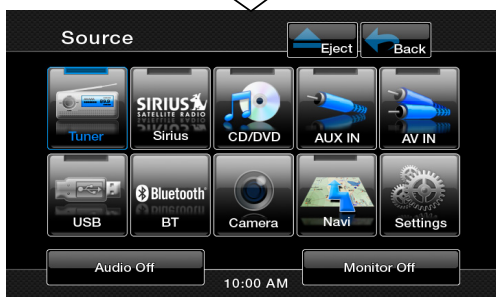 Source
Eject
Back
SIRIUS
SATELLITE RADIO
Bluetooth
Tuner
Sirius
CD/DVD
AUX IN
AV IN
USB
BT
Camera
Navi
Settings
Audio Off
10:00 AM
Monitor Off